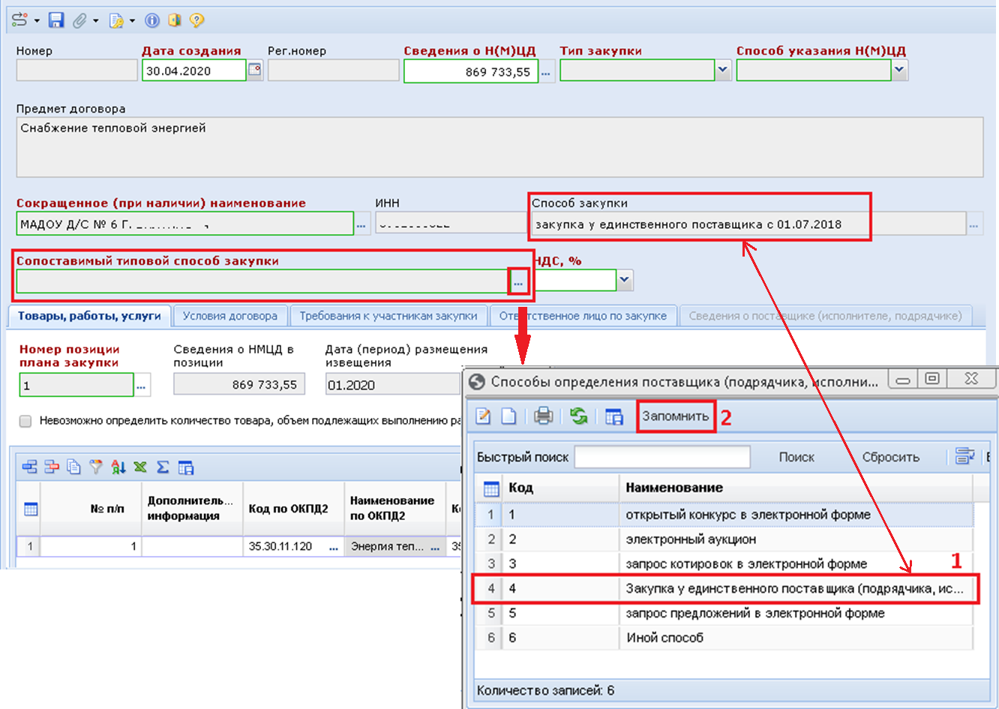 Номер
Дата создания
Рег.номер
Сведения о Н(М)ЦД
Тип закупки
Способ указания Н(М)ЦД
30.04.2020
869 733,55
...
Предмет договора
Снабжение тепловой энергией
Сокращенное (при наличии) наименование
ИНН
Способ закупки
МАДОУ Д/С № 6 Г.
...
закупка у единственного поставщика с 01.07.2018
...
Сопоставимый типовой способ закупки
НДС, %
...
Товары, работы, услуги
Условия договора
Требования к участникам закупки
Ответственное лицо по закупке
Сведения о поставщике (исполнителе, подрядчике)
Номер позиции
плана закупки
Сведения о НМЦД в
позиции
Дата (период) размещения
извещения
1
...
869 733,55
01.2020
Невозможно определить количество товара, объем подлежащих выполнению ра
№ п/п
Дополнитель...
информация
Код по ОКПД2
Наименование
по ОКПД2
1
1
35.30.11.120 ...
Энергия теп... ...
35
Способы определения поставщика (подрядчика, исполни...
Запомнить
2
Быстрый поиск
Поиск
Сбросить
Код
Наименование
1 1 открытый конкурс в электронной форме
2 2 электронный аукцион
3 3 запрос котировок в электронной форме
1
4 4 Закупка у единственного поставщика (подрядчика, ис...
5 5 запрос предложений в электронной форме
6 6 Иной способ
Количество записей: 6